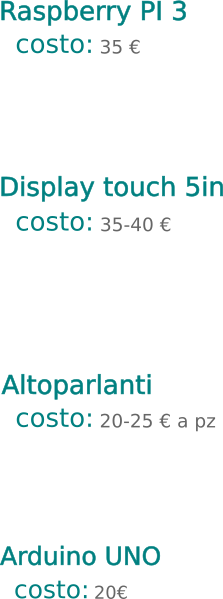 Raspberry PI 3
costo: 35 €
Display touch 5in
costo: 35-40 €
Altoparlanti
costo: 20-25 € a pz
Arduino UNO
costo: 20€